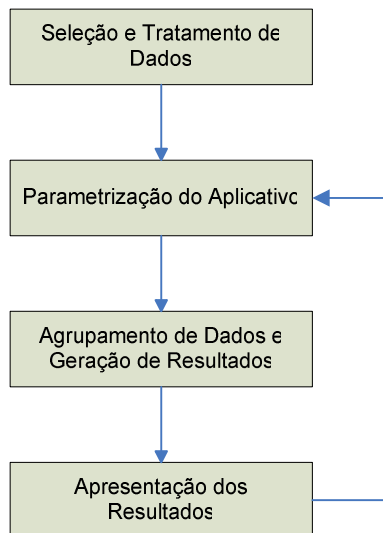 Seleção e Tratamento de
Dados
Parametrização do Aplicativo
Agrupamento de Dados e
Geração de Resultados
Apresentação dos
Resultados